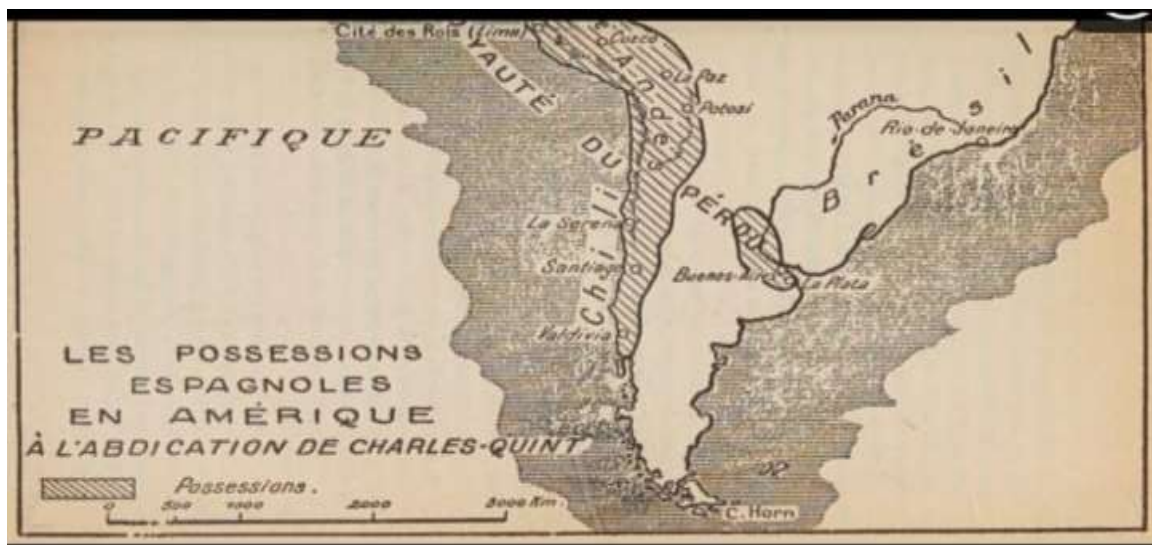 Cité des Rois (Lima)
Cuzco
YAUTÉ DU PÉROU
Andes
La Paz
Potosi
Parana
Rio-de-Janeiro
Brésil
PACIFIQUE
Chili
La Serena
Santiago
Buenos-Aires
La Plata
Valdivia
LES POSSESSIONS
ESPAGNOLES
EN AMÉRIQUE
À L'ABDICATION DE CHARLES-QUINT
Possessions.
0 500 1000 2000 3000 Km.
C. Horn